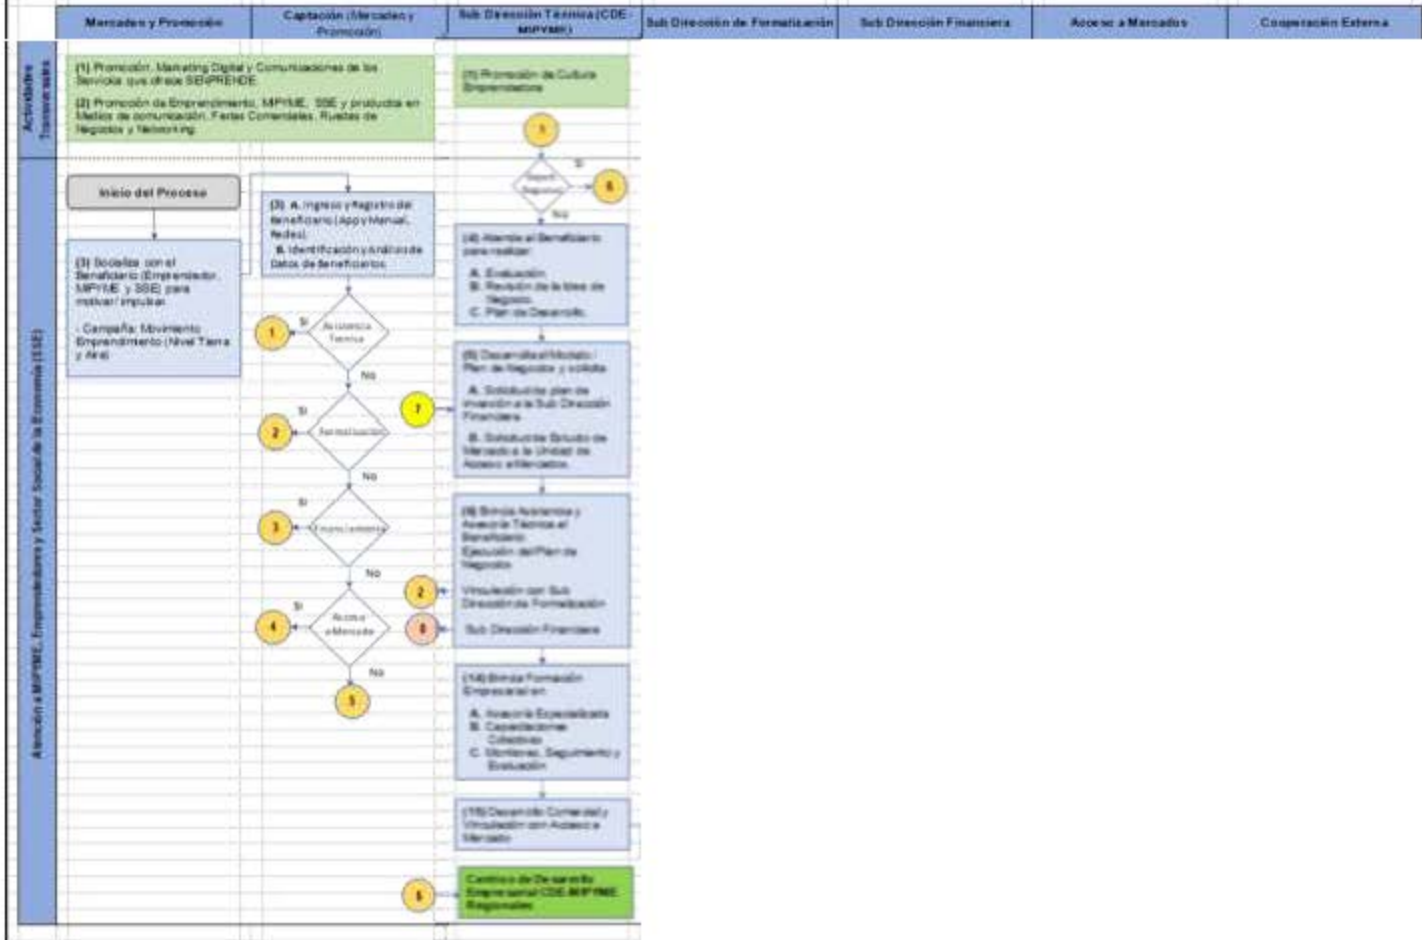 Mercadeo y Promoción
Captación (Mercadeo y
Promoción)
Sub Dirección Técnica (CDE-
MIPYME)
Sub Dirección de Formalización
Sub Dirección Financiera
Acceso a Mercados
Cooperación Externa
Actividades
Transversales
(1) Promoción, Marketing Digital y Comunicaciones de los
Servicios que ofrece SENPRENDE.
(2) Promoción de Emprendimiento, MIPYME, SSE y productos en
Medios de comunicación, Ferias Comerciales, Ruedas de
Negocios y Networking.
Promoción de Cultura
Emprendedora
Si
6
No
Atención a MIPYME, Emprendedores y Sector Social de la Economía (SSE)
Inicio del Proceso
(3) Socializa con el
Beneficiario (Emprendedor,
MIPYME y SSE) para
motivar/ impulsar
- Campaña: Movimiento
Emprendimiento (Nivel Tierra
y Aire)
(3) A. Ingreso y Registro del
Beneficiario (App y Manual,
Redes).
B. Identificación y Análisis de
Datos de Beneficiarios
Asistencia
Técnica
Si
1
No
Formalización
Si
2
No
Financiamiento
Si
3
No
Acceso
a Mercado
Si
4
No
5
(4) Atiende al Beneficiario
para realizar:
A. Evaluación
B. Revisión de la Idea de
Negocio.
C. Plan de Desarrollo.
7
(5) Desarrolla el Modelo /
Plan de Negocios y solicita
A. Solicitud de plan de
inversión a la Sub Dirección
Financiera
B. Solicitud de Estudio de
Mercado a la Unidad de
Acceso a Mercados.
Brinda Asistencia y
Asesoría Técnica al
Beneficiario
Ejecución del Plan de
Negocios
2
Vinculación con Sub
Dirección de Formalización
8
Sub Dirección Financiera
(14) Brinda Formación
Empresarial en:
A. Asesoría Especializada
B. Capacitaciones
Colectivas
C. Monitoreo, Seguimiento y
Evaluación
(15) Desarrollo Comercial y
Vinculación con Acceso a
Mercado
Centros de Desarrollo
Empresarial CDE-MIPYME
Regionales